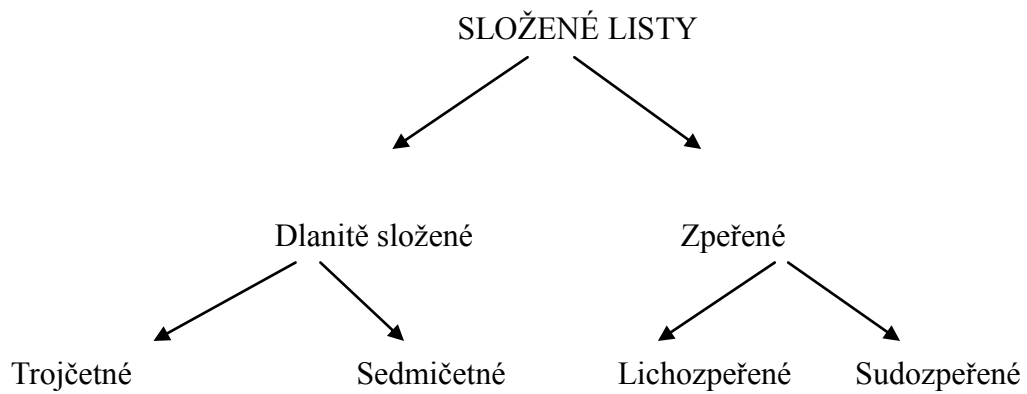 SLOŽENÉ LISTY
Dlanitě složené Zpeřené
Trojčetné Sedmičetné Lichozpeřené Sudozpeřené